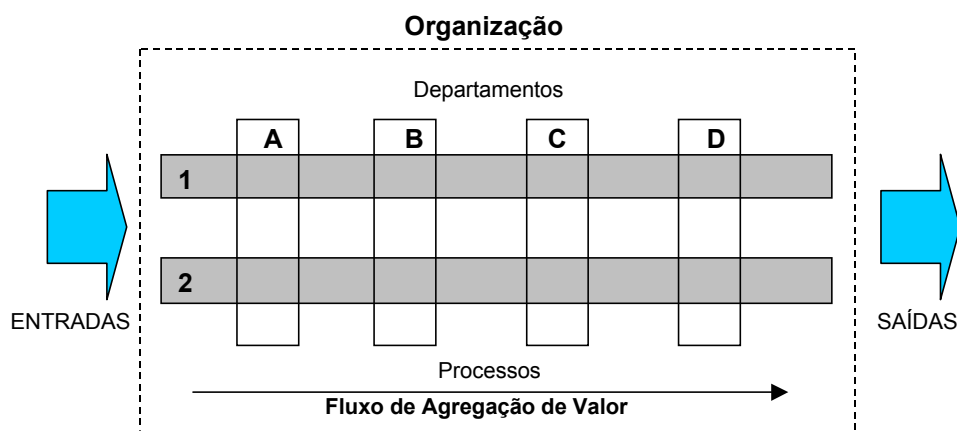 Organização
Departamentos
A B C D
1
2
ENTRADAS
SAÍDAS
Processos
Fluxo de Agregação de Valor